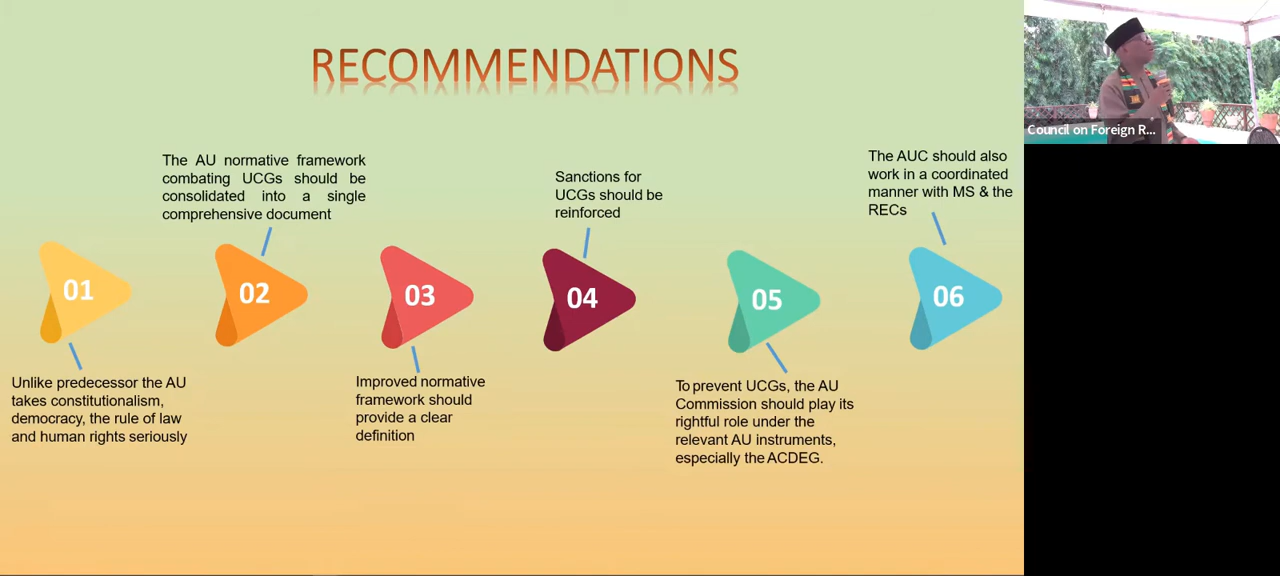 RECOMMENDATIONS
01
Unlike predecessor the AU
takes constitutionalism,
democracy, the rule of law
and human rights seriously
02
The AU normative framework
combating UCGs should be
consolidated into a single
comprehensive document
03
Improved normative
framework should
provide a clear
definition
04
Sanctions for
UCGs should be
reinforced
05
To prevent UCGs, the AU
Commission should play its
rightful role under the
relevant AU instruments,
especially the ACDEG.
06
The AUC should also
work in a coordinated
manner with MS & the
RECs
Council on Foreign R...